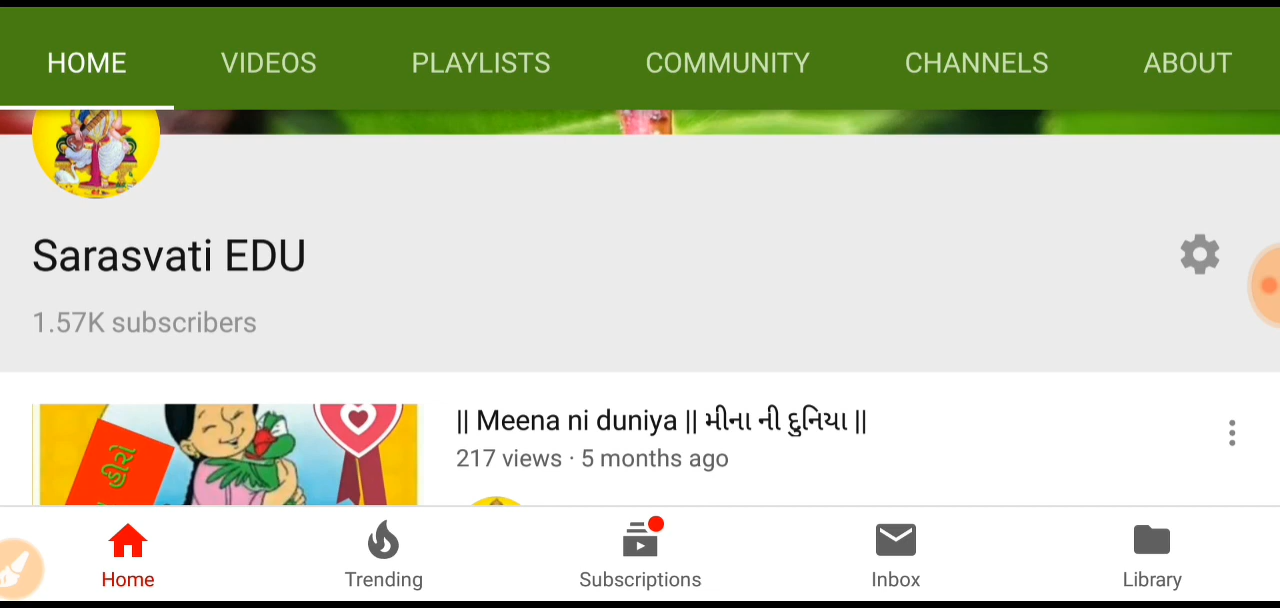 HOME VIDEOS PLAYLISTS COMMUNITY CHANNELS ABOUT
Sarasvati EDU
1.57K subscribers
|| Meena ni duniya || મીના ની દુનિયા ||
217 views · 5 months ago
હીરો
Home Trending Subscriptions Inbox Library